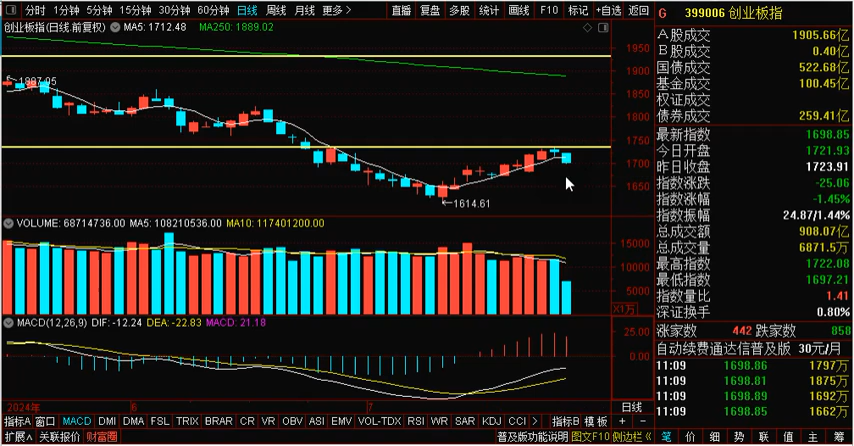 分时 1分钟 5分钟 15分钟 30分钟 60分钟 日线 周线 月线 更多 > 直播 复盘 多股 统计 画线 F10 标记 +自选 返回
G 399006 创业板指
创业板指(日线.前复权) MA5: 1712.48 MA250: 1889.02
1950
1900
1850
1800
1750
1700
1650
1614.61
VOLUME: 68714736.00 MA5: 108210536.00 MA10: 117401200.00
15000
10000
5000
X1万
MACD(12,26,9) DIF: -12.24 DEA: -22.83 MACD: 21.18
25.00
0.00
2024年 6 7 日线
指标A 窗口 MACD DMI DMA FSL TRIX BRAR CR VR OBV ASI EMV VOL-TDX RSI WR SAR KDJ CCI > 指标B 模板 + -
扩展∧ 关联报价 财富圈 普及版功能说明 图文F10 侧边栏 《
A股成交 1905.66亿
B股成交 0.40亿
国债成交 522.68亿
基金成交 100.45亿
权证成交
债券成交 259.41亿
最新指数 1698.85
今日开盘 1721.93
昨日收盘 1723.91
指数涨跌 -25.06
指数涨幅 -1.45%
指数振幅 24.87/1.44%
总成交额 908.07亿
总成交量 6871.5万
最高指数 1722.08
最低指数 1697.21
指数量比 1.41
深证换手 0.80%
涨家数 442 跌家数 858
自动续费通达信普及版 30元/月
11:09 1698.86 1797万
11:09 1698.81 1875万
11:09 1698.89 1692万
11:09 1698.85 1662万
笔 价 细 势 联 值 主 筹